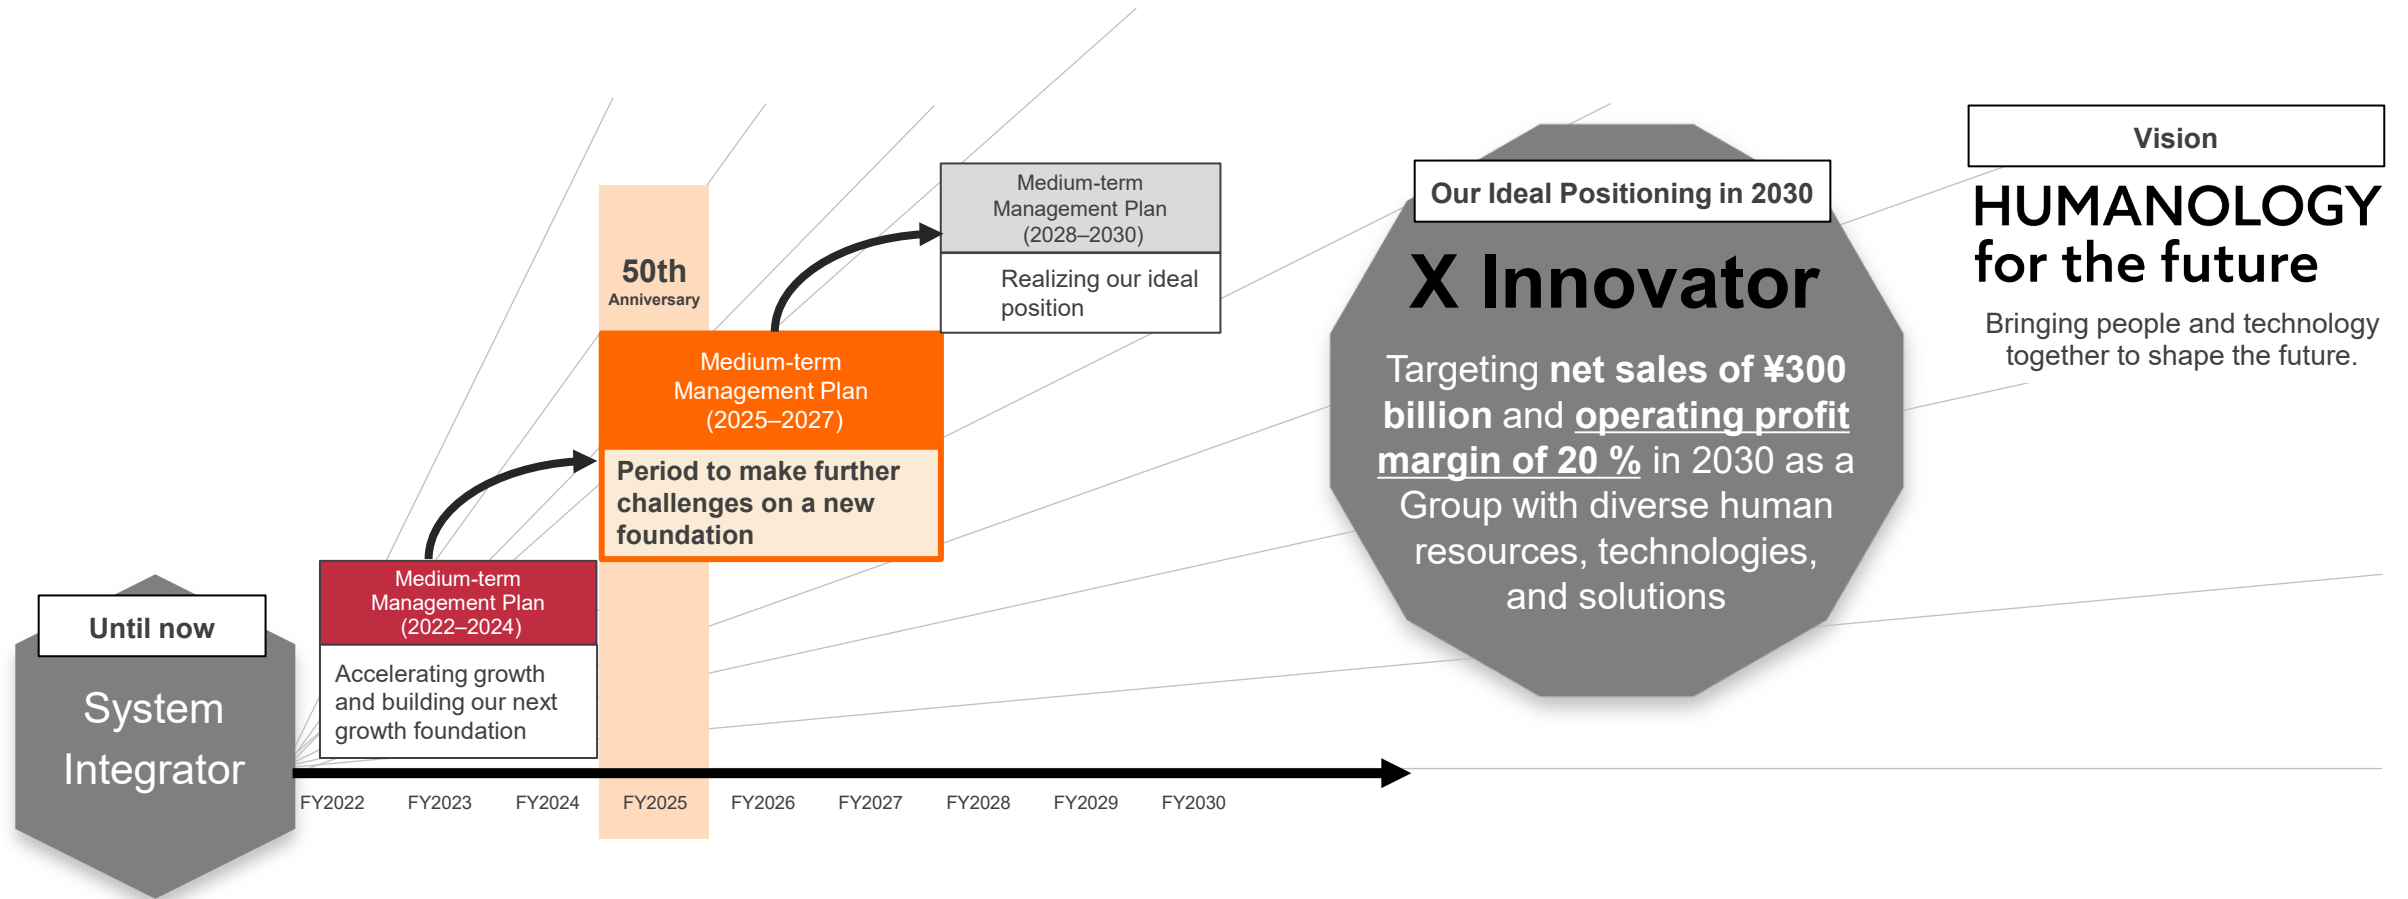 Until now
System
Integrator
Medium-term
Management Plan
(2022–2024)
Accelerating growth
and building our next
growth foundation
50th
Anniversary
Medium-term
Management Plan
(2025–2027)
Period to make further
challenges on a new
foundation
Medium-term
Management Plan
(2028–2030)
Realizing our ideal
position
FY2022
FY2023
FY2024
FY2025
FY2026
FY2027
FY2028
FY2029
FY2030
Our Ideal Positioning in 2030
X Innovator
Targeting net sales of ¥300
billion and operating profit
margin of 20 % in 2030 as a
Group with diverse human
resources, technologies,
and solutions
Vision
HUMANOLOGY
for the future
Bringing people and technology
together to shape the future.